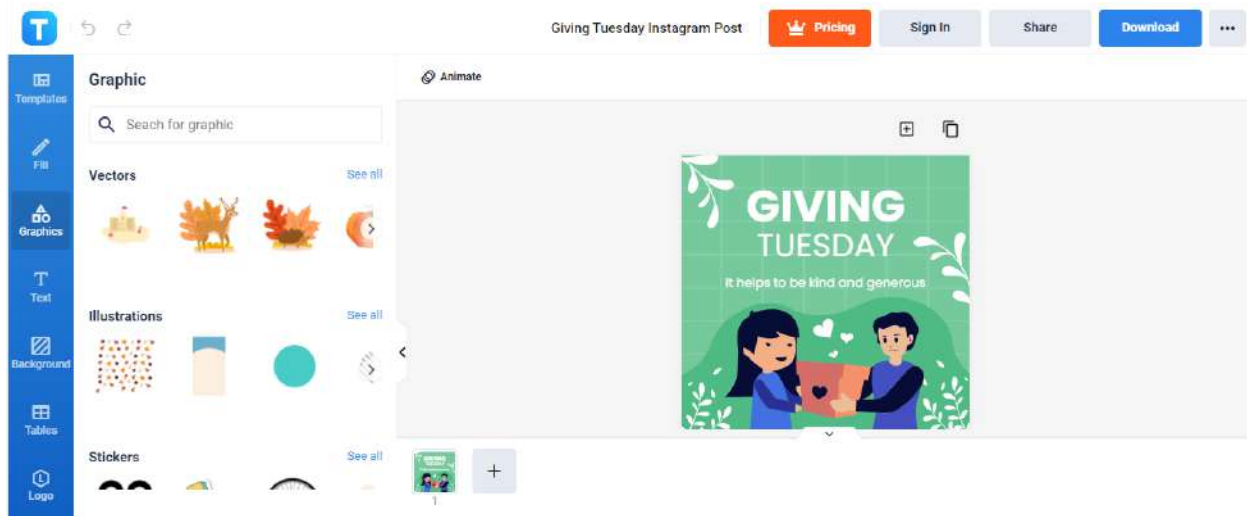 T
Giving Tuesday Instagram Post
Pricing
Sign In
Share
Download
Templates
Fill
Graphics
Text
Background
Tables
Logo
Graphic
Seach for graphic
Vectors
See all
Illustrations
See all
Stickers
See all
Animate
GIVING
TUESDAY
It helps to be kind and generous
GIVING
TUESDAY
1